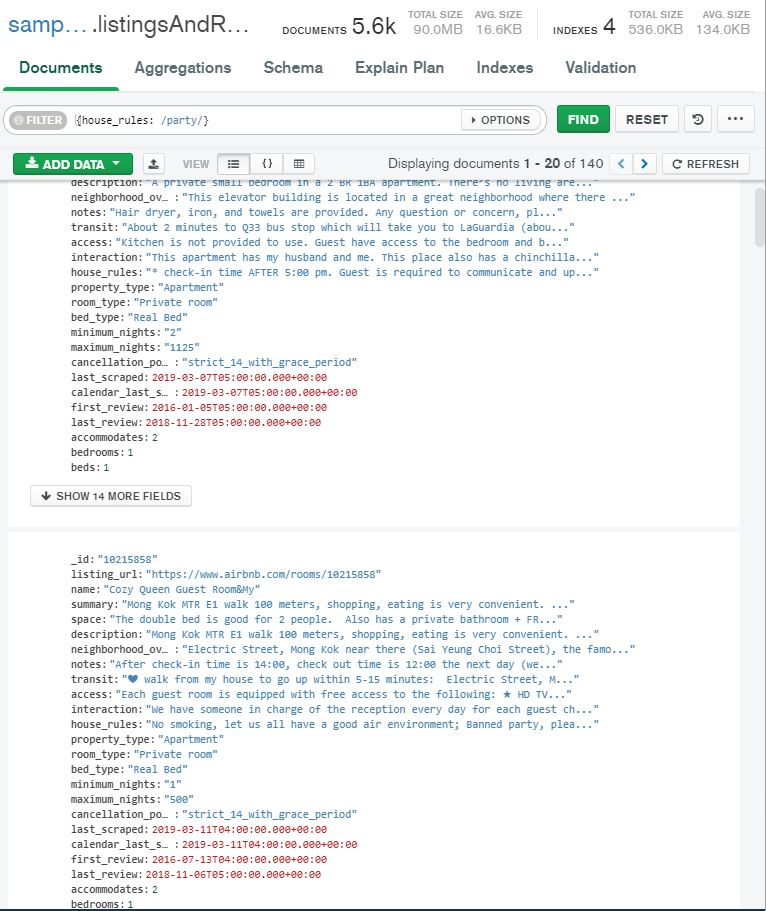 samp... .listingsAndR...
DOCUMENTS 5.6k
TOTAL SIZE 90.0MB
AVG. SIZE 16.6KB
INDEXES 4
TOTAL SIZE 536.0KB
AVG. SIZE 134.0KB
Documents Aggregations Schema Explain Plan Indexes Validation
FILTER {house_rules: /party/} OPTIONS FIND RESET ...
ADD DATA VIEW {} Displaying documents 1 - 20 of 140 < > REFRESH
description: "A private small bedroom in a 2 BR 1BA apartment. There's no living are..."
neighborhood_ov… : "This elevator building is located in a great neighborhood where there ..."
notes: "Hair dryer, iron, and towels are provided. Any question or concern, pl..."
transit: "About 2 minutes to Q33 bus stop which will take you to LaGuardia (abou..."
access: "Kitchen is not provided to use. Guest have access to the bedroom and b..."
interaction: "This apartment has my husband and me. This place also has a chinchilla..."
house_rules: "* check-in time AFTER 5:00 pm. Guest is required to communicate and up..."
property_type: "Apartment"
room_type: "Private room"
bed_type: "Real Bed"
minimum_nights: "2"
maximum_nights: "1125"
cancellation_po… : "strict_14_with_grace_period"
last_scraped: 2019-03-07T05:00:00.000+00:00
calendar_last_s… : 2019-03-07T05:00:00.000+00:00
first_review: 2016-01-05T05:00:00.000+00:00
last_review: 2018-11-28T05:00:00.000+00:00
accommodates: 2
bedrooms: 1
beds: 1
SHOW 14 MORE FIELDS
_id: "10215858"
listing_url: "https://www.airbnb.com/rooms/10215858"
name: "Cozy Queen Guest Room&My"
summary: "Mong Kok MTR E1 walk 100 meters, shopping, eating is very convenient. ..."
space: "The double bed is good for 2 people.  Also has a private bathroom + FR..."
description: "Mong Kok MTR E1 walk 100 meters, shopping, eating is very convenient. ..."
neighborhood_ov… : "Electric Street, Mong Kok near there (Sai Yeung Choi Street), the famo..."
notes: "After check-in time is 14:00, check out time is 12:00 the next day (we..."
transit: "♥ walk from my house to go up within 5-15 minutes:  Electric Street, M..."
access: "Each guest room is equipped with free access to the following: ★ HD TV..."
interaction: "We have someone in charge of the reception every day for each guest ch..."
house_rules: "No smoking, let us all have a good air environment; Banned party, plea..."
property_type: "Apartment"
room_type: "Private room"
bed_type: "Real Bed"
minimum_nights: "1"
maximum_nights: "500"
cancellation_po… : "strict_14_with_grace_period"
last_scraped: 2019-03-11T04:00:00.000+00:00
calendar_last_s… : 2019-03-11T04:00:00.000+00:00
first_review: 2016-07-13T04:00:00.000+00:00
last_review: 2018-11-06T05:00:00.000+00:00
accommodates: 2
bedrooms: 1